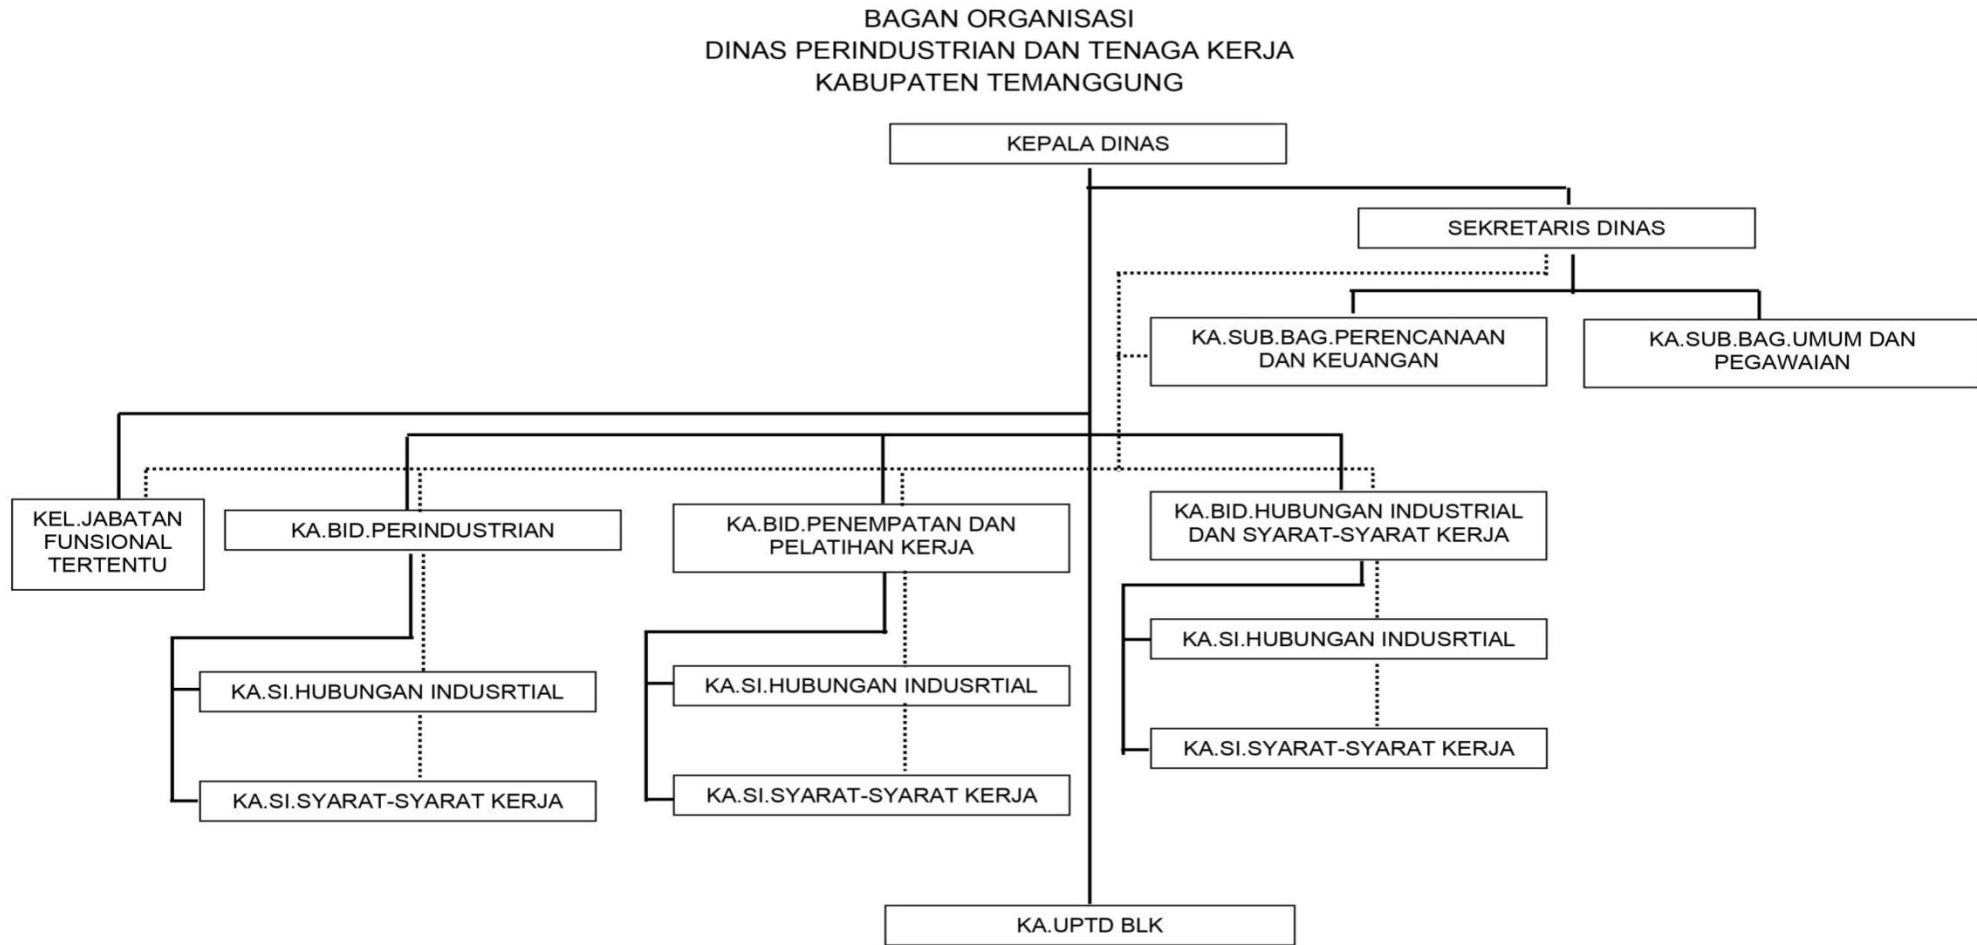 BAGAN ORGANISASI
DINAS PERINDUSTRIAN DAN TENAGA KERJA
KABUPATEN TEMANGGUNG
KEPALA DINAS
SEKRETARIS DINAS
KA.SUB.BAG.PERENCANAAN
DAN KEUANGAN
KA.SUB.BAG.UMUM DAN
PEGAWAIAN
KEL.JABATAN
FUNSIONAL
TERTENTU
KA.BID.PERINDUSTRIAN
KA.BID.PENEMPATAN DAN
PELATIHAN KERJA
KA.BID.HUBUNGAN INDUSTRIAL
DAN SYARAT-SYARAT KERJA
KA.SI.HUBUNGAN INDUSRTIAL
KA.SI.SYARAT-SYARAT KERJA
KA.SI.HUBUNGAN INDUSRTIAL
KA.SI.SYARAT-SYARAT KERJA
KA.SI.HUBUNGAN INDUSRTIAL
KA.SI.SYARAT-SYARAT KERJA
KA.UPTD BLK